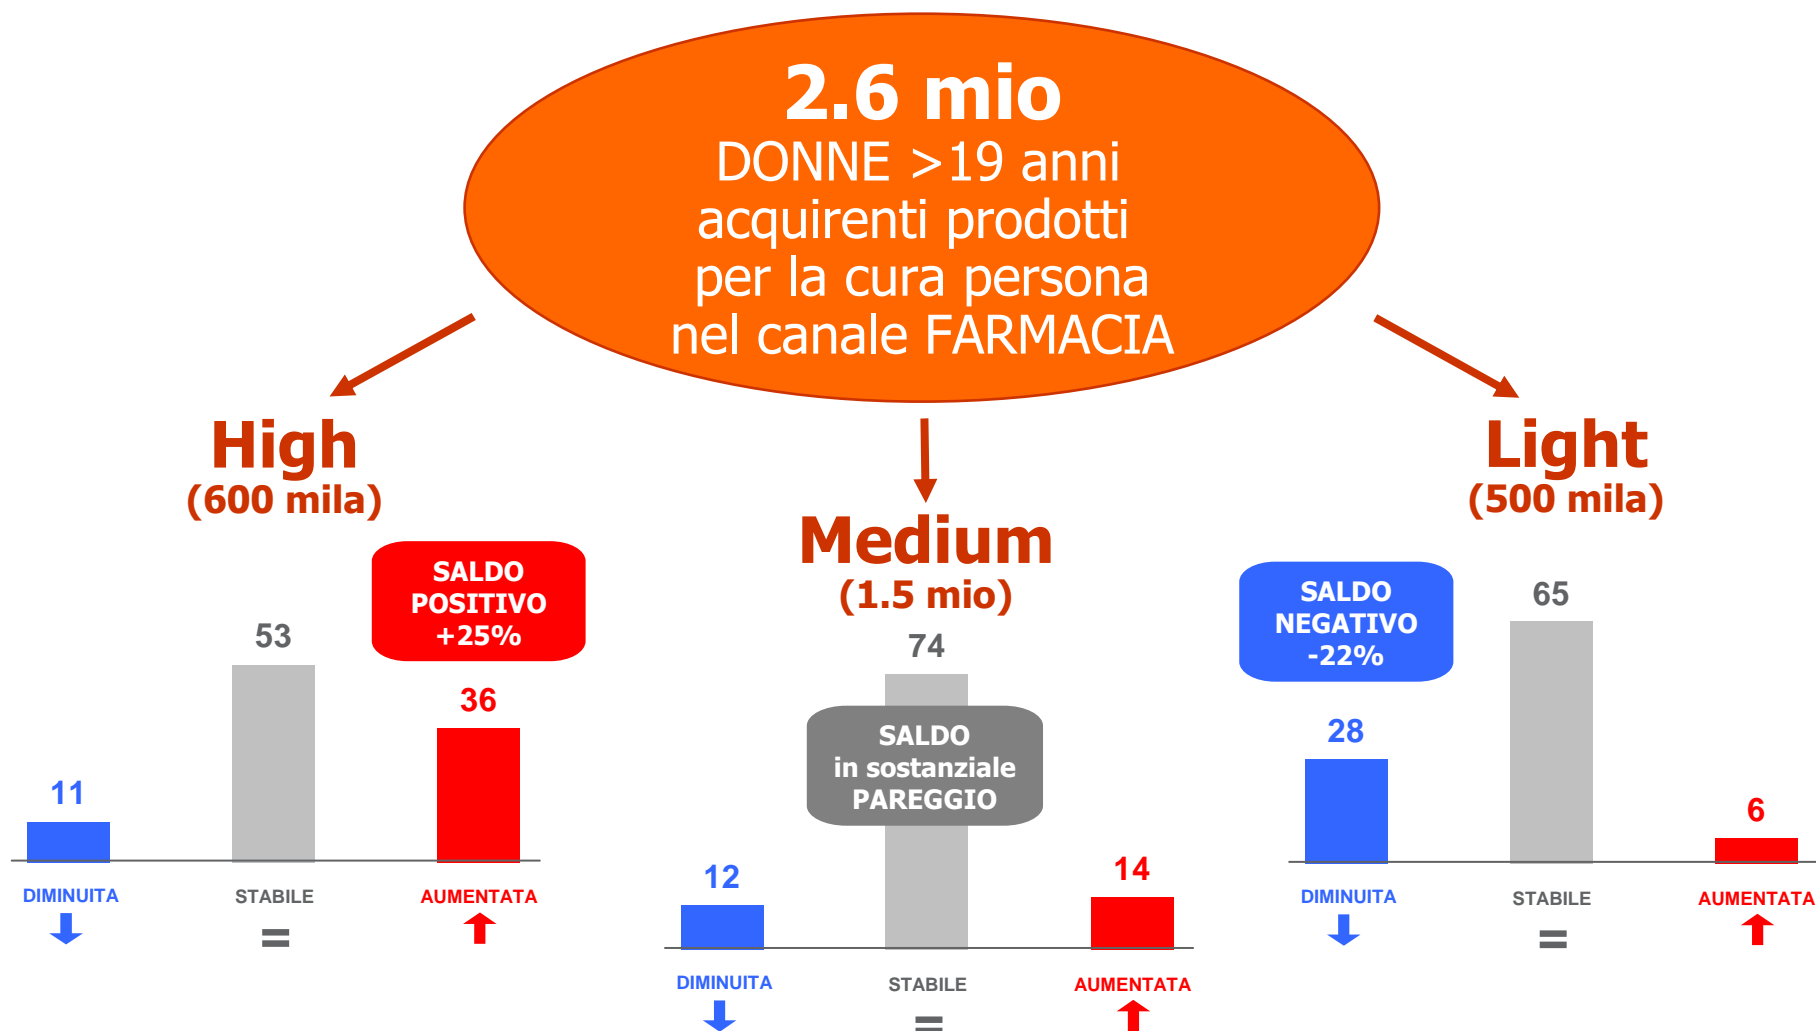 2.6 mio
DONNE >19 anni
acquirenti prodotti
per la cura persona
nel canale FARMACIA
High
(600 mila)
SALDO
POSITIVO
+25%
11
53
36
DIMINUITA
STABILE
=
AUMENTATA
Medium
(1.5 mio)
74
SALDO
in sostanziale
PAREGGIO
12
14
DIMINUITA
STABILE
=
AUMENTATA
Light
(500 mila)
SALDO
NEGATIVO
-22%
65
28
6
DIMINUITA
STABILE
=
AUMENTATA